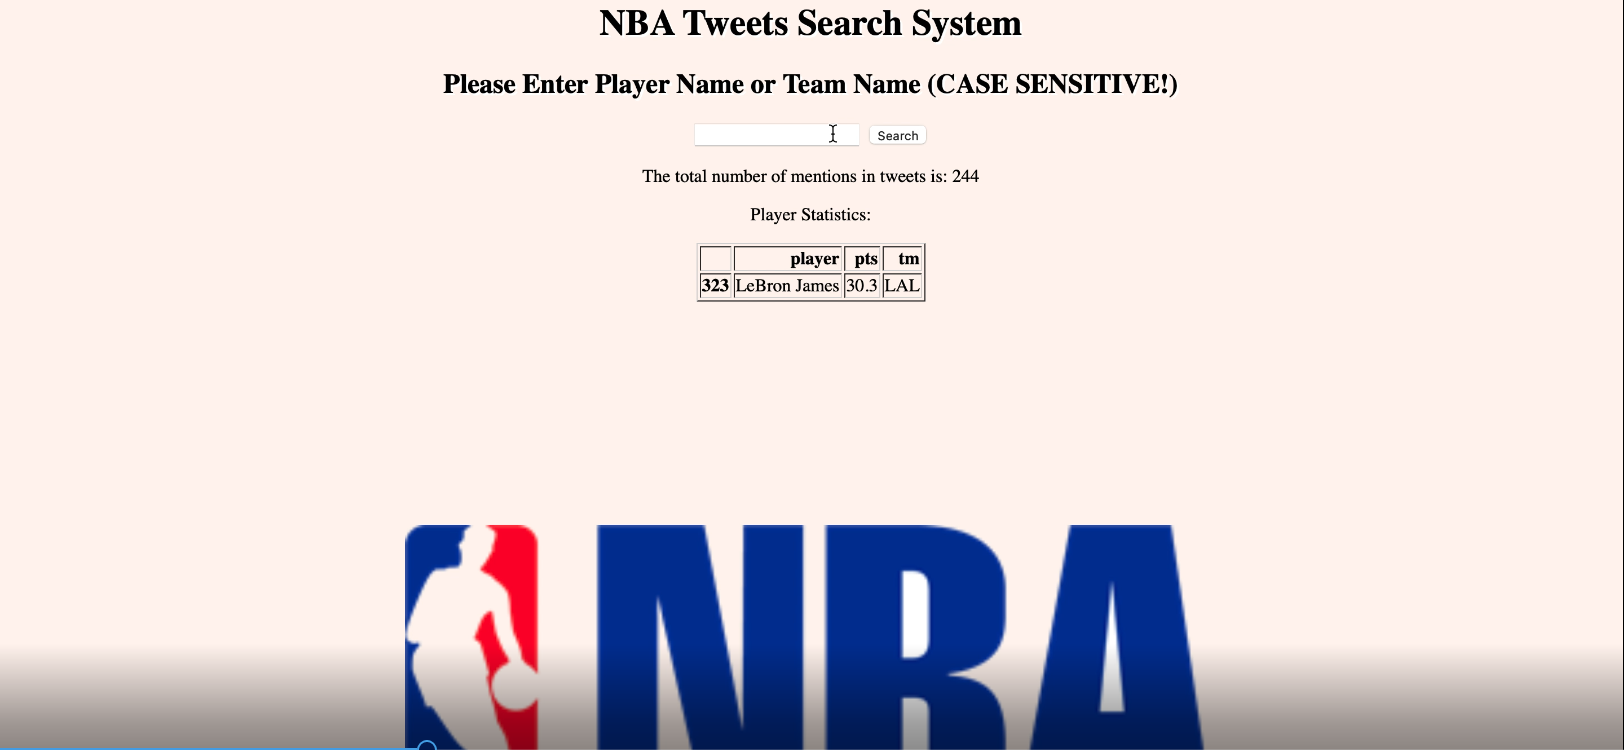 NBA Tweets Search System
Please Enter Player Name or Team Name (CASE SENSITIVE!)
Search
The total number of mentions in tweets is: 244
Player Statistics:
player pts tm
323 LeBron James 30.3 LAL
NBA